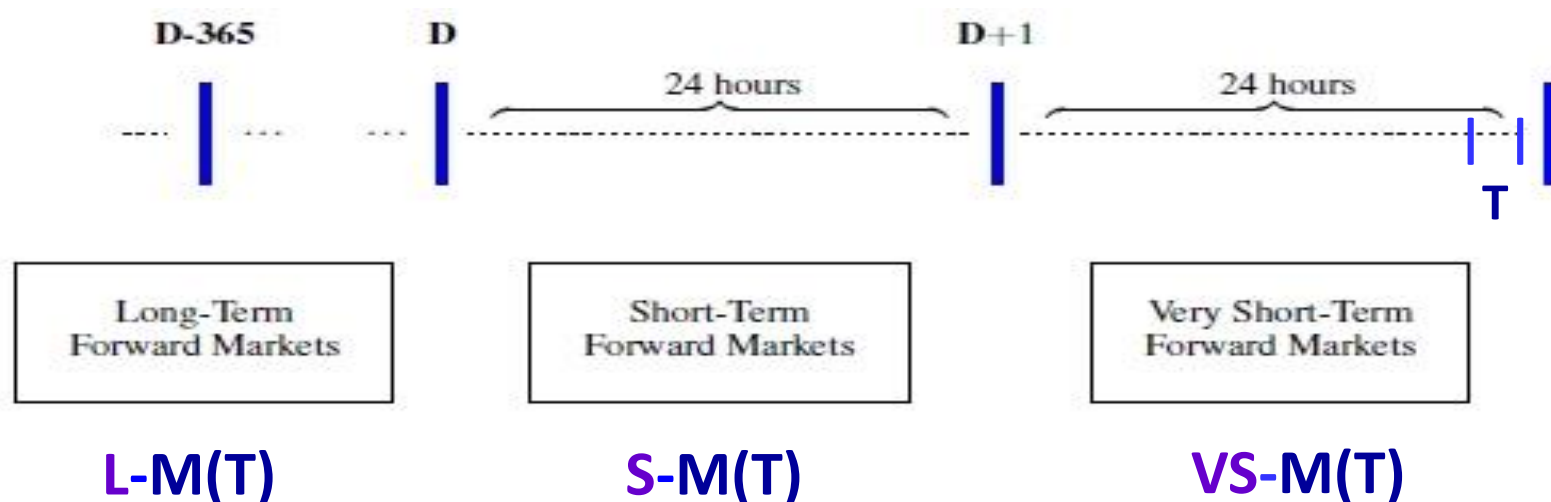 D-365 D D+1
24 hours 24 hours
T
Long-Term Short-Term Very Short-Term
Forward Markets Forward Markets Forward Markets
L-M(T) S-M(T) VS-M(T)